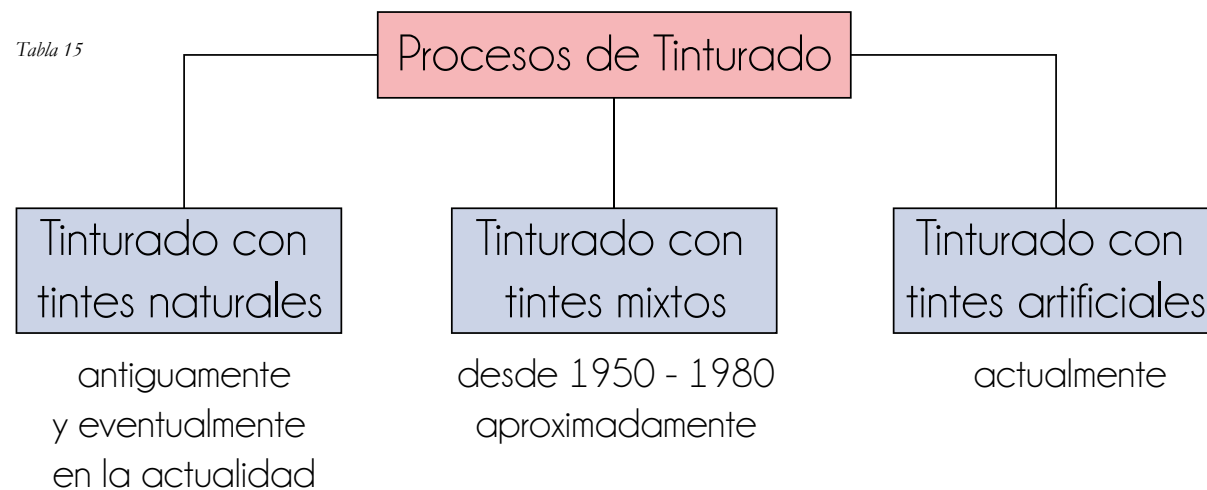 Tabla 15
Procesos de Tinturado
Tinturado con
tintes naturales
antiguamente
y eventualmente
en la actualidad
Tinturado con
tintes mixtos
desde 1950 - 1980
aproximadamente
Tinturado con
tintes artificiales
actualmente